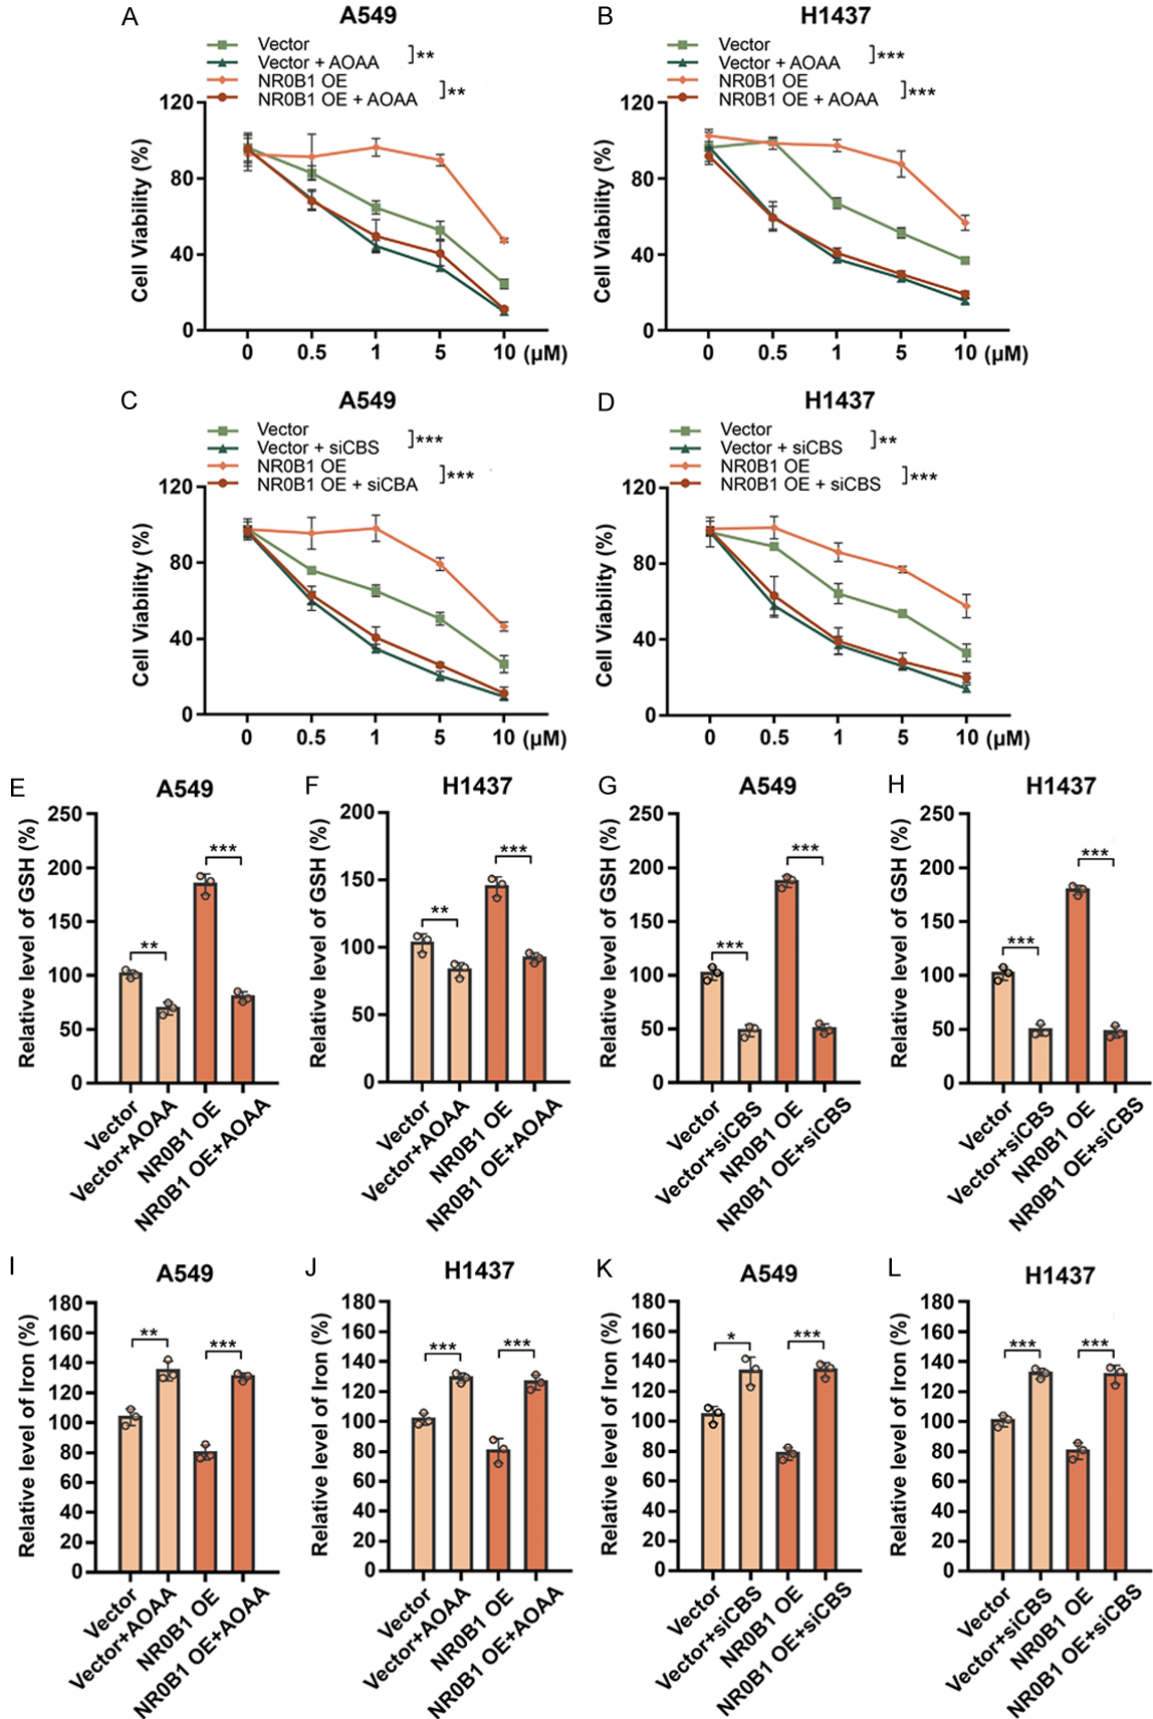 A
A549
Vector
Vector + AOAA
**
NR0B1 OE
NR0B1 OE + AOAA
**
Cell Viability (%)
120
80
40
0
0 0.5 1 5 10 (μM)
B
H1437
Vector
Vector + AOAA
***
NR0B1 OE
NR0B1 OE + AOAA
***
Cell Viability (%)
120
80
40
0
0 0.5 1 5 10 (μM)
C
A549
Vector
Vector + siCBS
***
NR0B1 OE
NR0B1 OE + siCBA
***
Cell Viability (%)
120
80
40
0
0 0.5 1 5 10 (μM)
D
H1437
Vector
Vector + siCBS
**
NR0B1 OE
NR0B1 OE + siCBS
***
Cell Viability (%)
120
80
40
0
0 0.5 1 5 10 (μM)
E
A549
Relative level of GSH (%)
250
200
150
100
50
0
**
***
Vector
Vector+AOAA
NR0B1 OE
NR0B1 OE+AOAA
F
H1437
Relative level of GSH (%)
200
150
100
50
0
**
***
Vector
Vector+AOAA
NR0B1 OE
NR0B1 OE+AOAA
G
A549
Relative level of GSH (%)
250
200
150
100
50
0
***
***
Vector
Vector+siCBS
NR0B1 OE
NR0B1 OE+siCBS
H
H1437
Relative level of GSH (%)
250
200
150
100
50
0
***
***
Vector
Vector+siCBS
NR0B1 OE
NR0B1 OE+siCBS
I
A549
Relative level of Iron (%)
180
160
140
120
100
80
60
40
20
0
**
***
Vector
Vector+AOAA
NR0B1 OE
NR0B1 OE+AOAA
J
H1437
Relative level of Iron (%)
180
160
140
120
100
80
60
40
20
0
***
***
Vector
Vector+AOAA
NR0B1 OE
NR0B1 OE+AOAA
K
A549
Relative level of Iron (%)
180
160
140
120
100
80
60
40
20
0
*
***
Vector
Vector+siCBS
NR0B1 OE
NR0B1 OE+siCBS
L
H1437
Relative level of Iron (%)
180
160
140
120
100
80
60
40
20
0
***
***
Vector
Vector+siCBS
NR0B1 OE
NR0B1 OE+siCBS